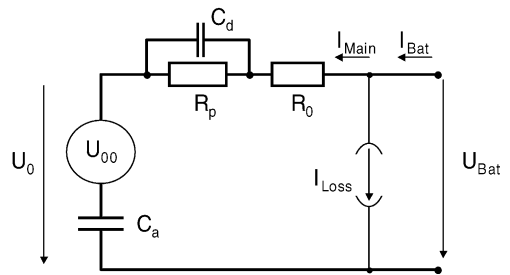 C_d
I_Main
I_Bat
R_p
R_0
U_0
U_00
I_Loss
U_Bat
C_a